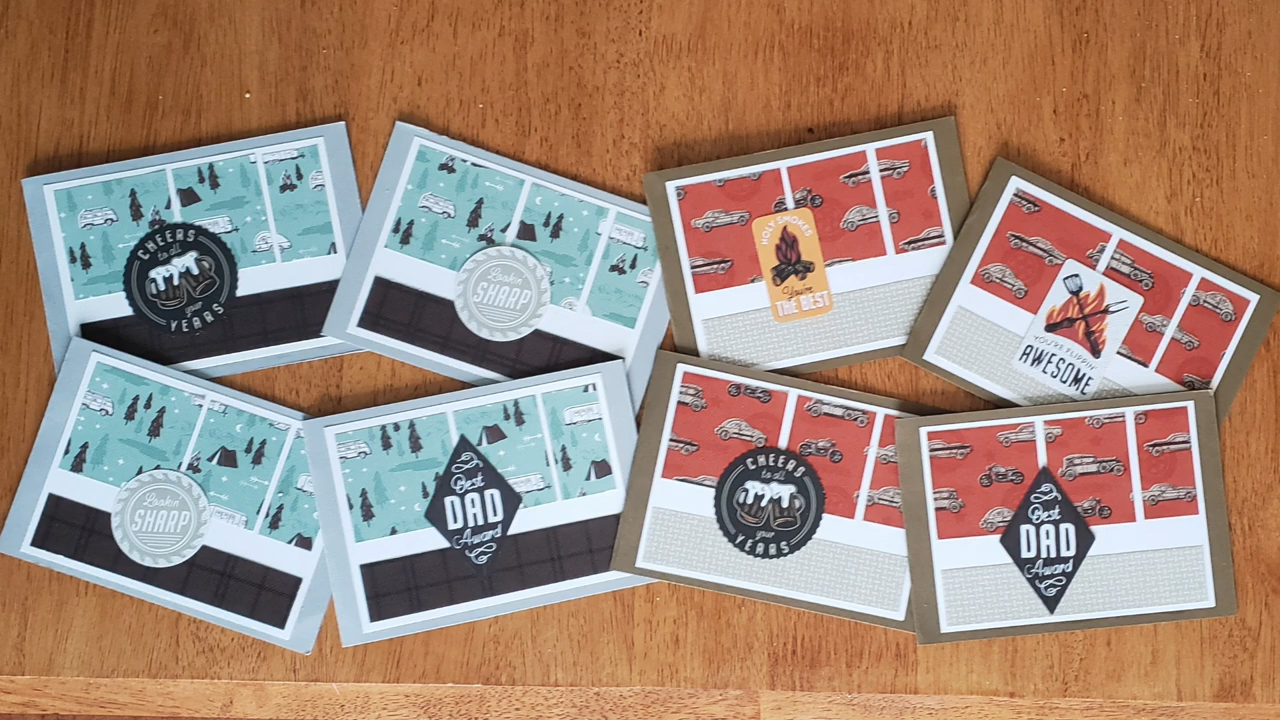 CHEERS
to all
your
YEARS
Lookin'
SHARP
HOLY SMOKES
You're
THE BEST
YOU'RE FLIPPIN'
AWESOME
Lookin'
SHARP
Best
DAD
Award
CHEERS
to all
your
YEARS
Best
DAD
Award